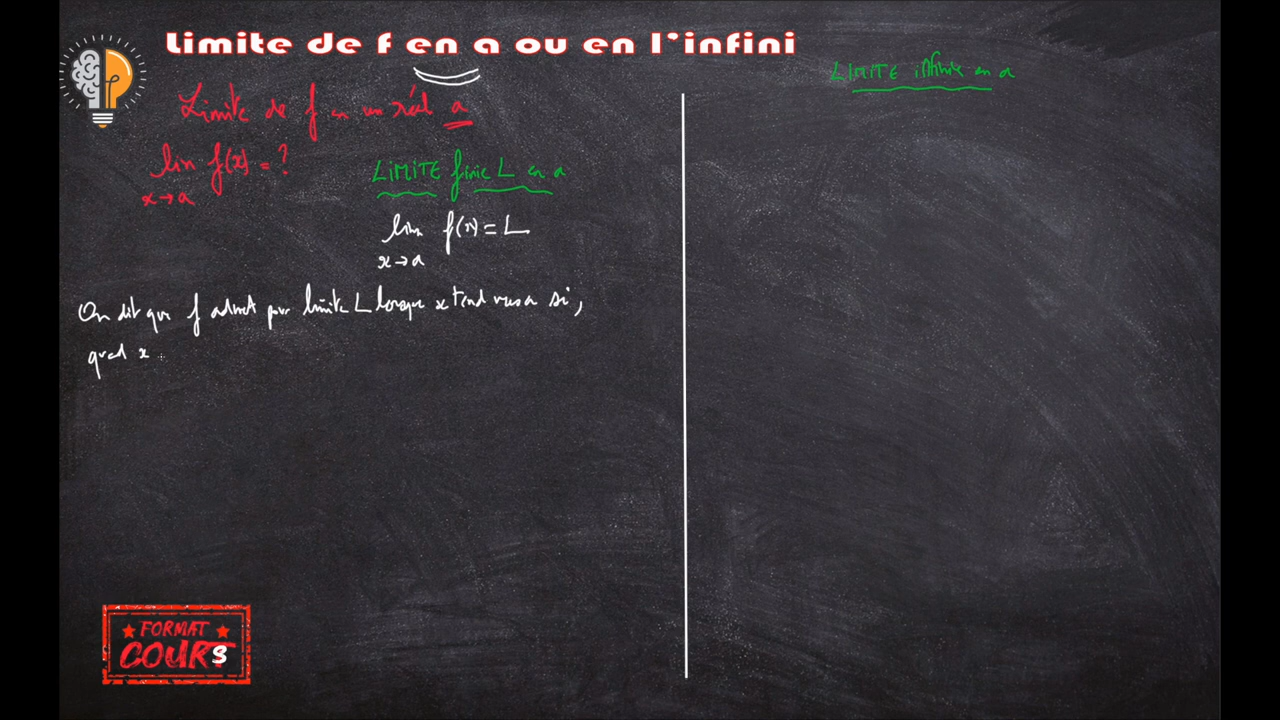 Limite de f en a ou en l'infini
Limite de f en un réel a
lim f(x) = ?
x→a
LIMITE finie L en a
lim f(x) = L
x→a
On dit que f admet pour limite L lorsque x tend vers a si,
quand x
LIMITE infinie en a
FORMAT
COURS